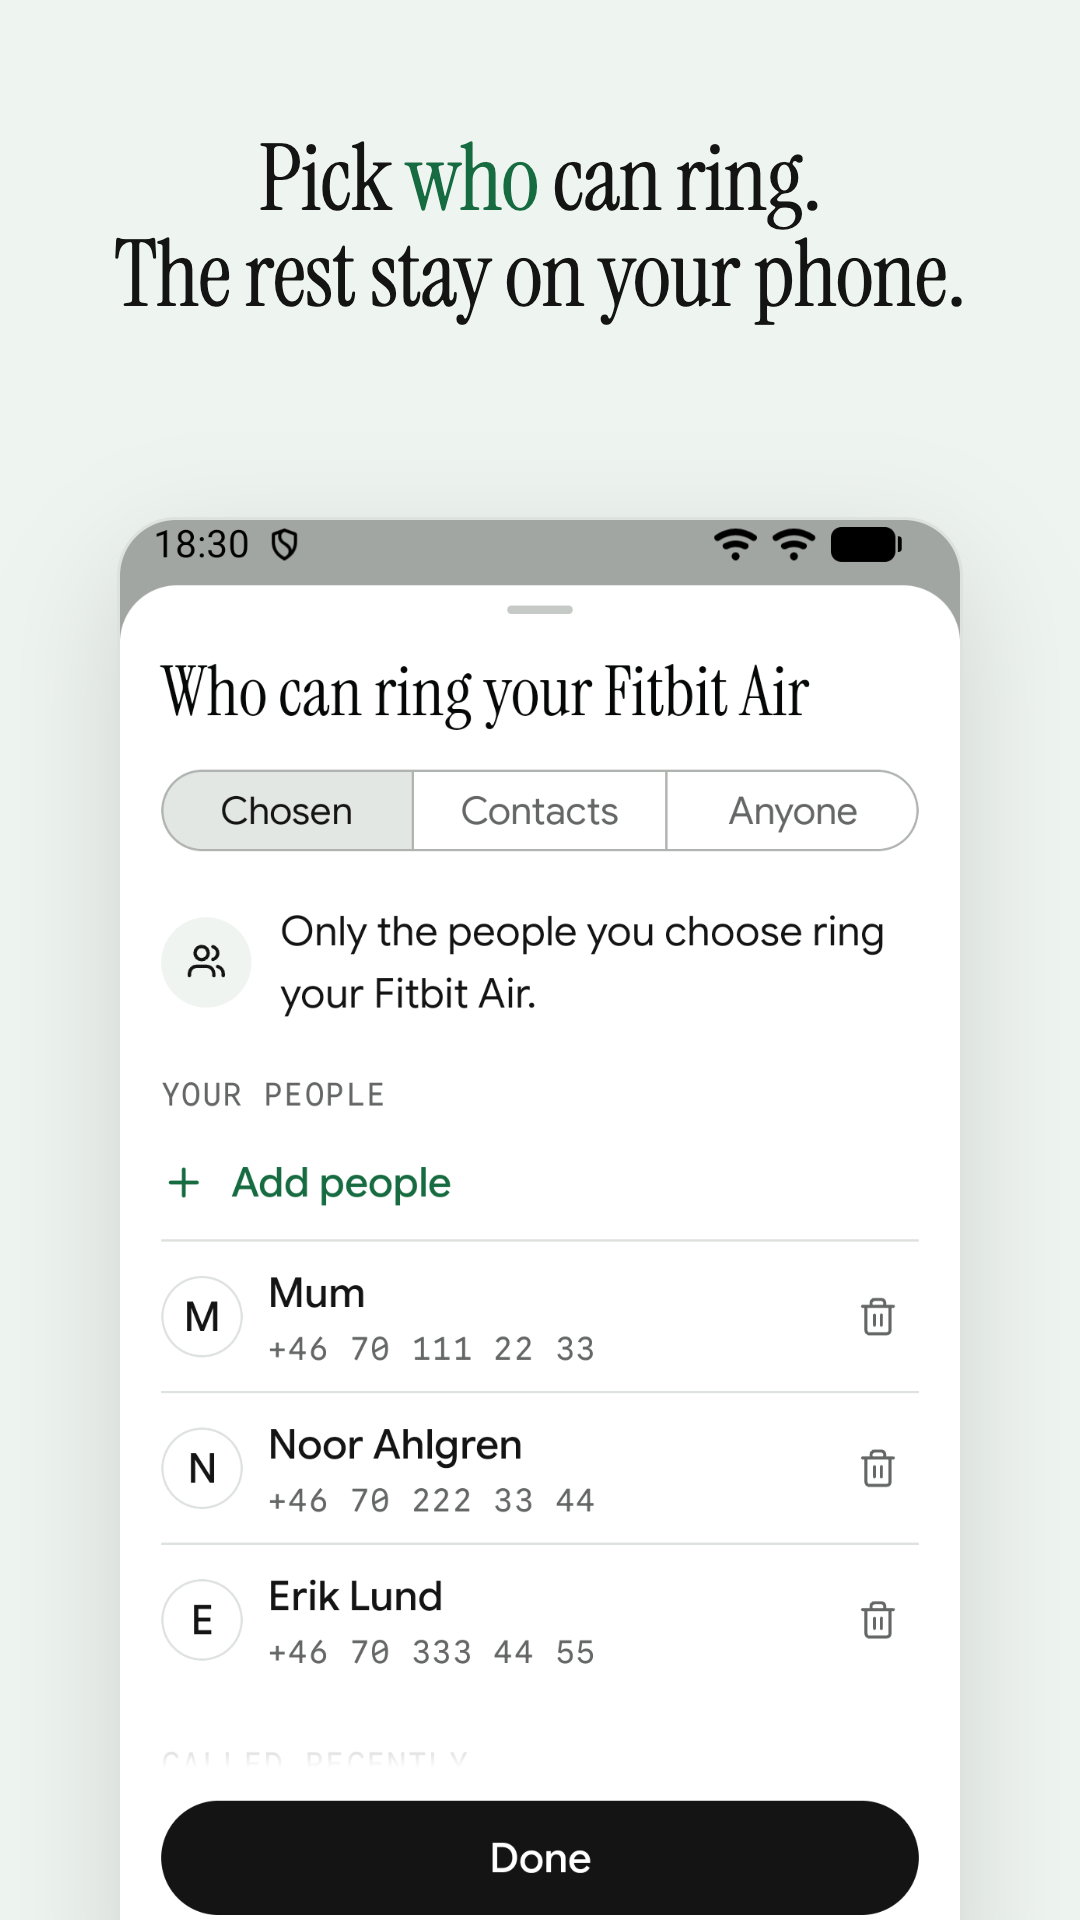 Pick who can ring.
The rest stay on your phone.
18:30
Who can ring your Fitbit Air
Chosen
Contacts
Anyone
Only the people you choose ring
your Fitbit Air.
YOUR PEOPLE
+ Add people
M
Mum
+46 70 111 22 33
N
Noor Ahlgren
+46 70 222 33 44
E
Erik Lund
+46 70 333 44 55
CALLED RECENTLY
Done